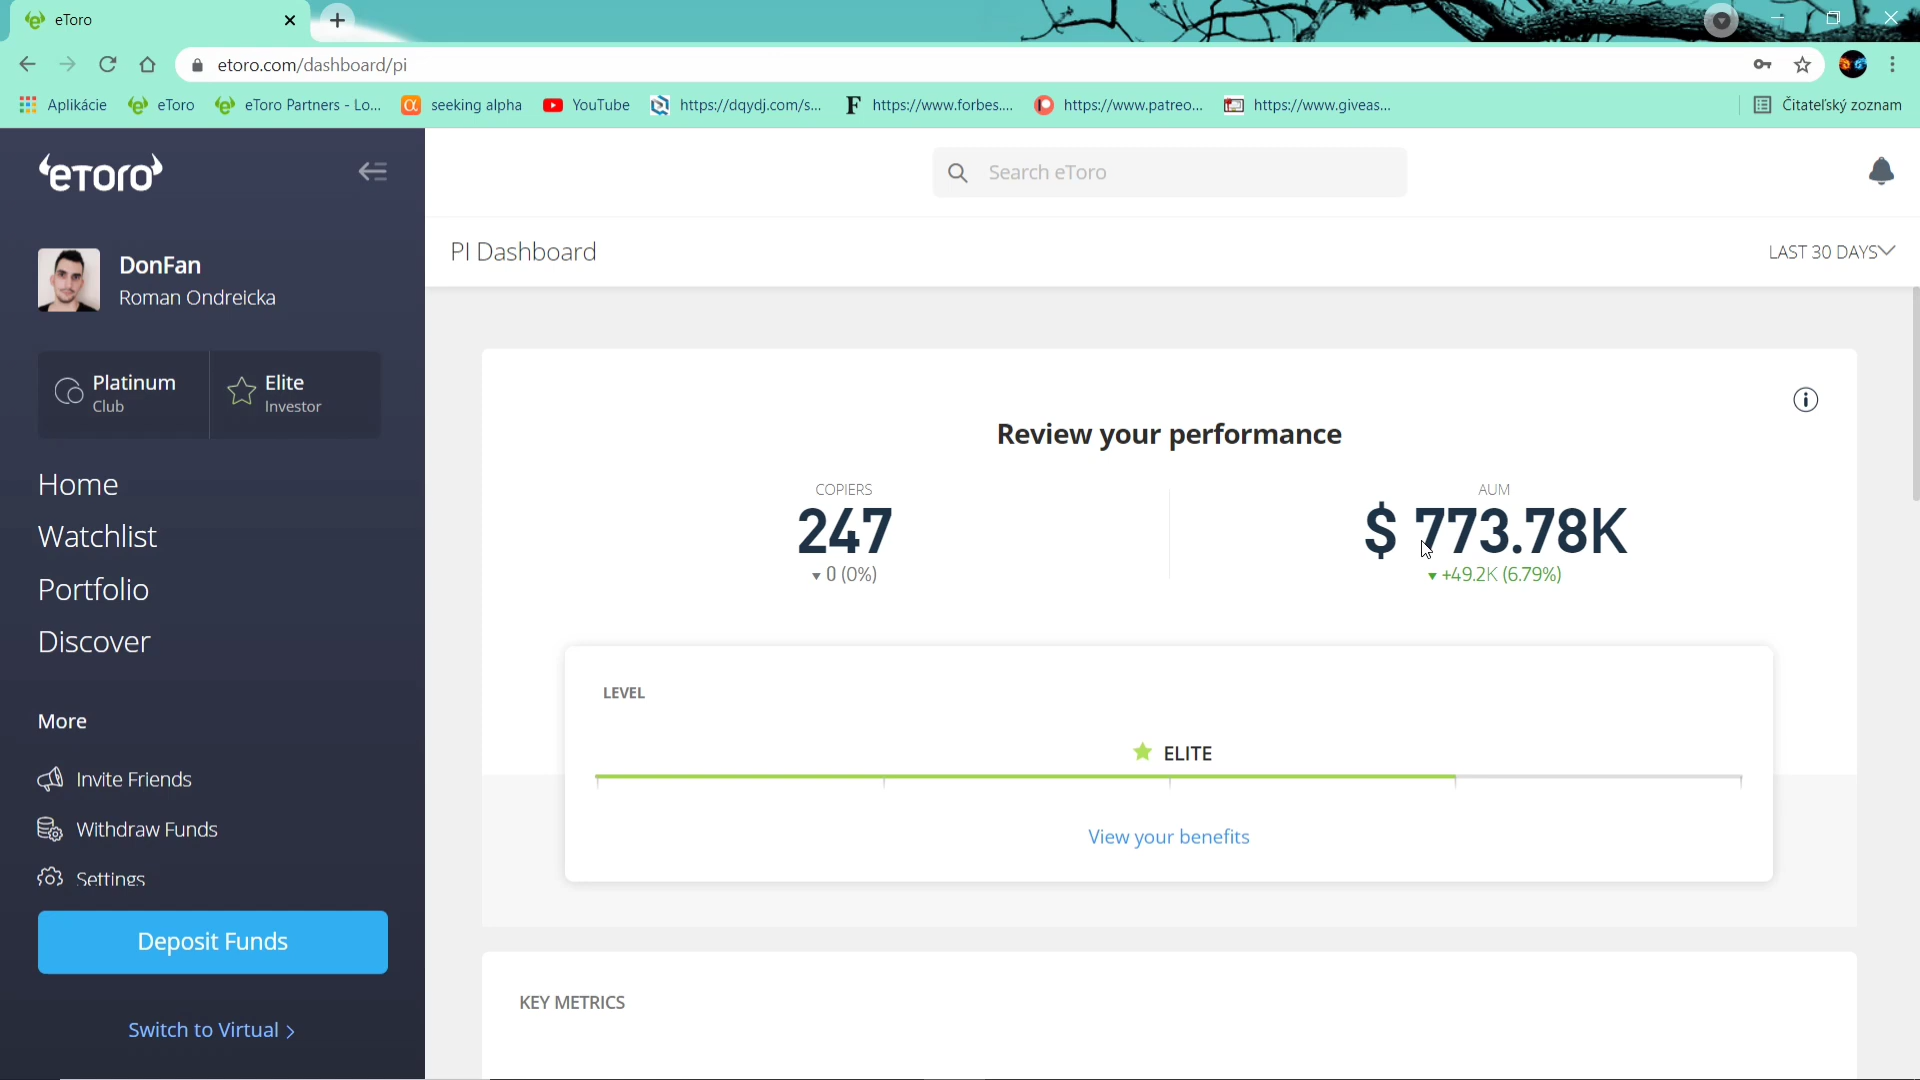 eToro
etoro.com/dashboard/pi
Aplikácie
eToro
eToro Partners - Lo...
seeking alpha
YouTube
https://dqydj.com/s...
https://www.forbes....
https://www.patreo...
https://www.giveas...
Čitateľský zoznam
eTORO
Search eToro
DonFan
Roman Ondreicka
PI Dashboard
LAST 30 DAYS
Platinum
Club
Elite
Investor
Review your performance
COPIERS
247
▾ 0 (0%)
AUM
$ 773.78K
▾ +49.2K (6.79%)
Home
Watchlist
Portfolio
Discover
LEVEL
ELITE
View your benefits
More
Invite Friends
Withdraw Funds
Settings
Deposit Funds
KEY METRICS
Switch to Virtual >